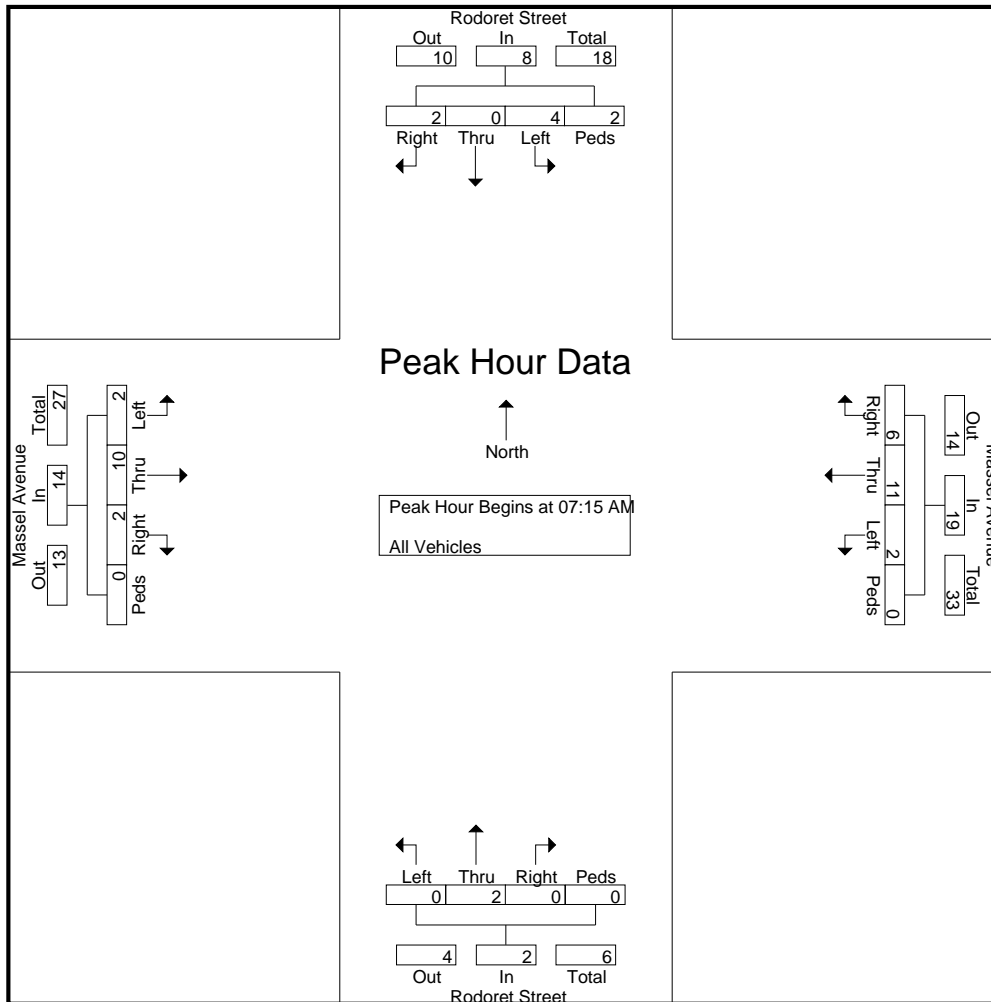 Rodoret Street
Out In Total
10 8 18
2 0 4 2
Right Thru Left Peds
Peak Hour Data
North
Peak Hour Begins at 07:15 AM
All Vehicles
Massel Avenue
Out In Total
13 14 27
Left Thru Right Peds
2 10 2 0
Right Thru Left Peds
6 11 2 0
Out In Total
14 19 33
Massel Avenue
Left Thru Right Peds
0 2 0 0
4 2 6
Out In Total
Rodoret Street